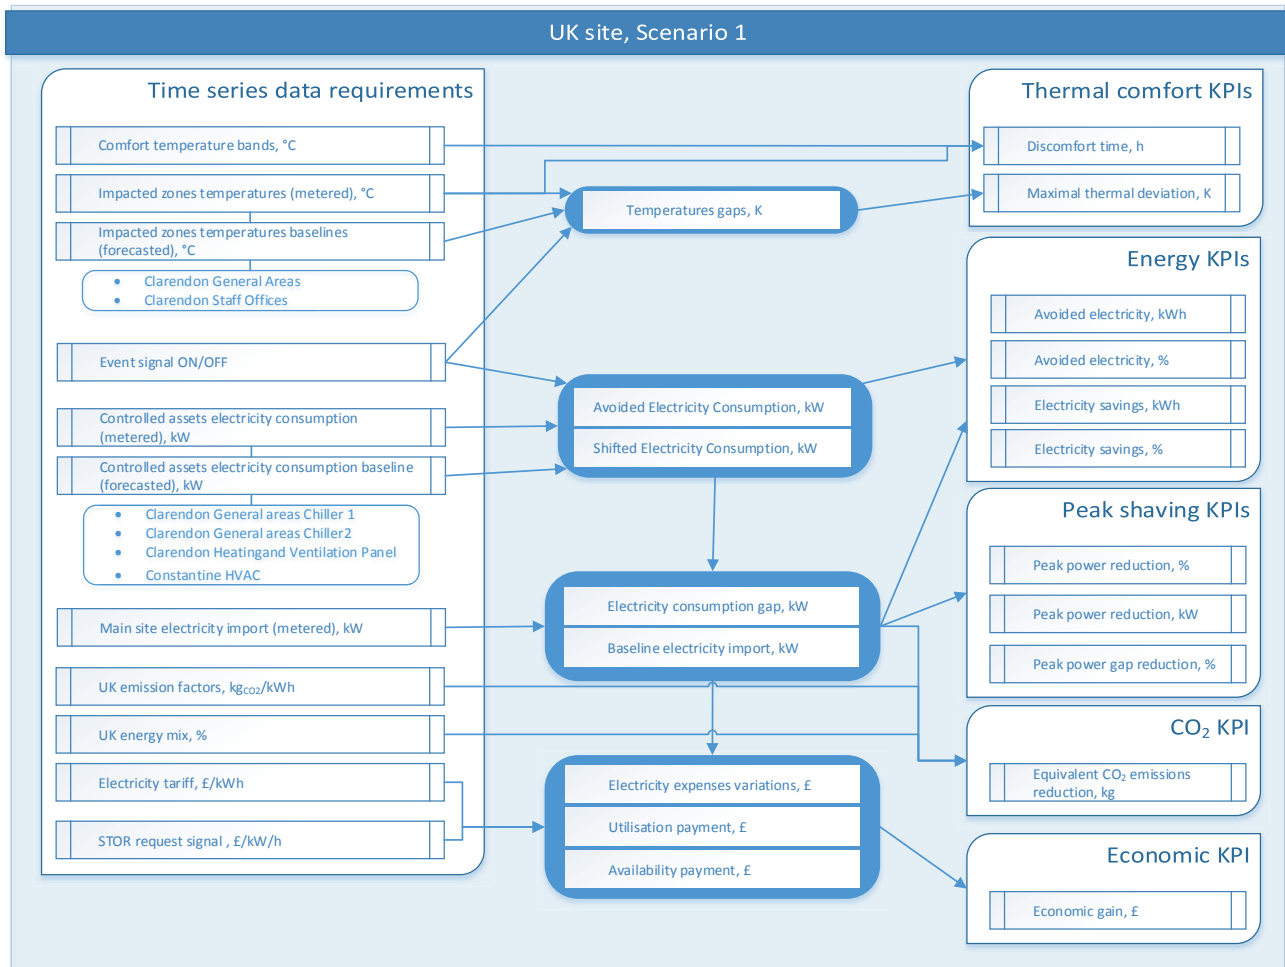 UK site, Scenario 1
Time series data requirements
Comfort temperature bands, °C
Impacted zones temperatures (metered), °C
Impacted zones temperatures baselines
(forecasted), °C
• Clarendon General Areas
• Clarendon Staff Offices
Event signal ON/OFF
Controlled assets electricity consumption
(metered), kW
Controlled assets electricity consumption baseline
(forecasted), kW
• Clarendon General areas Chiller 1
• Clarendon General areas Chiller2
• Clarendon Heatingand Ventilation Panel
• Constantine HVAC
Main site electricity import (metered), kW
UK emission factors, kgCO2/kWh
UK energy mix, %
Electricity tariff, £/kWh
STOR request signal , £/kW/h
Temperatures gaps, K
Avoided Electricity Consumption, kW
Shifted Electricity Consumption, kW
Electricity consumption gap, kW
Baseline electricity import, kW
Electricity expenses variations, £
Utilisation payment, £
Availability payment, £
Thermal comfort KPIs
Discomfort time, h
Maximal thermal deviation, K
Energy KPIs
Avoided electricity, kWh
Avoided electricity, %
Electricity savings, kWh
Electricity savings, %
Peak shaving KPIs
Peak power reduction, %
Peak power reduction, kW
Peak power gap reduction, %
CO2 KPI
Equivalent CO2 emissions
reduction, kg
Economic KPI
Economic gain, £